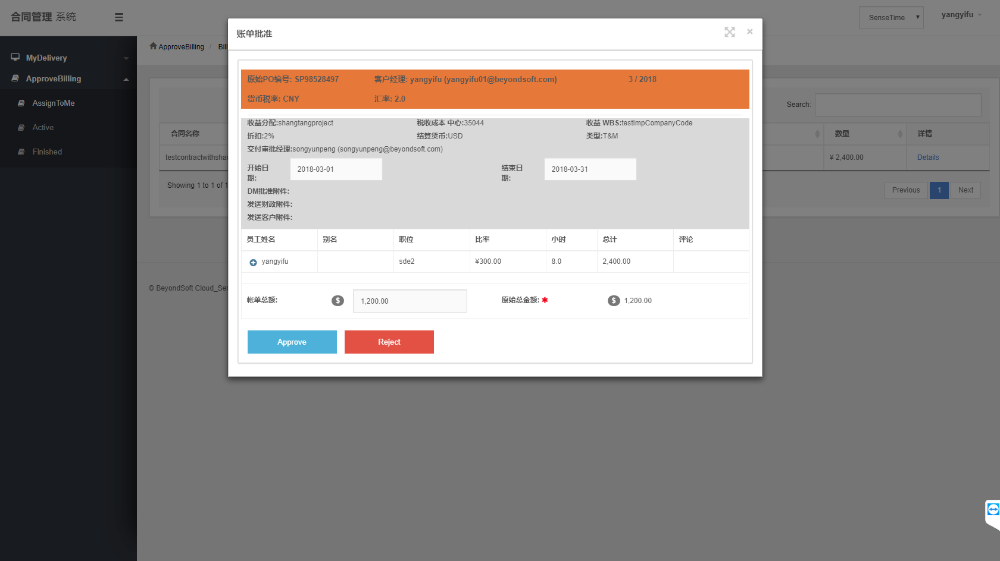 合同管理 系统
SenseTime
yangyifu
MyDelivery
ApproveBilling
AssignToMe
Active
Finished
ApproveBilling / Bill
Search:
合同名称
数量
详情
testcontractwithshan
¥ 2,400.00
Details
Showing 1 to 1 of 1
Previous 1 Next
© BeyondSoft Cloud_Ser
账单批准
×
原始PO编号: SP98528497 客户经理: yangyifu (yangyifu01@beyondsoft.com) 3 / 2018
货币税率: CNY 汇率: 2.0
收益分配:shangtangproject 税收成本 中心:35044 收益 WBS:testImpCompanyCode
折扣:2% 结算货币:USD 类型:T&M
交付审批经理:songyunpeng (songyunpeng@beyondsoft.com)
开始日期: 2018-03-01 结束日期: 2018-03-31
DM批准附件:
发送财政附件:
发送客户附件:
员工姓名 别名 职位 比率 小时 总计 评论
yangyifu sde2 ¥300.00 8.0 2,400.00
帐单总额: $ 1,200.00 原始总金额: ✱ $ 1,200.00
Approve Reject